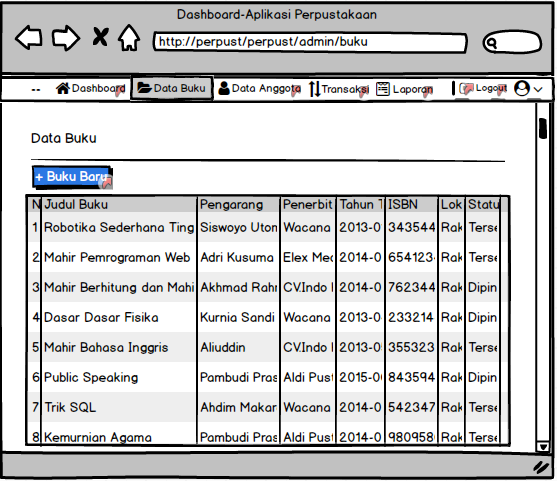 Dashboard-Aplikasi Perpustakaan
http://perpust/perpust/admin/buku
-- Dashboard Data Buku Data Anggota Transaksi Laporan Logout
Data Buku
+ Buku Baru
N Judul Buku Pengarang Penerbit Tahun T ISBN Lok Statu
1 Robotika Sederhana Ting Siswoyo Uton Wacana 2013-0 343544 Rak Terse
2 Mahir Pemrograman Web Adri Kusuma Elex Med 2014-0 654123 Rak Terse
3 Mahir Berhitung dan Mahi Akhmad Rahr CV.Indo 2014-0 762344 Rak Dipin
4 Dasar Dasar Fisika Kurnia Sandi Wacana 2013-0 233214 Rak Dipin
5 Mahir Bahasa Inggris Aliuddin CV.Indo 2013-0 355323 Rak Terse
6 Public Speaking Pambudi Pras Aldi Pust 2015-0 843594 Rak Dipin
7 Trik SQL Ahdim Makar Wacana 2014-0 542347 Rak Terse
8 Kemurnian Agama Pambudi Pras Aldi Pust 2014-0 980958 Rak Terse